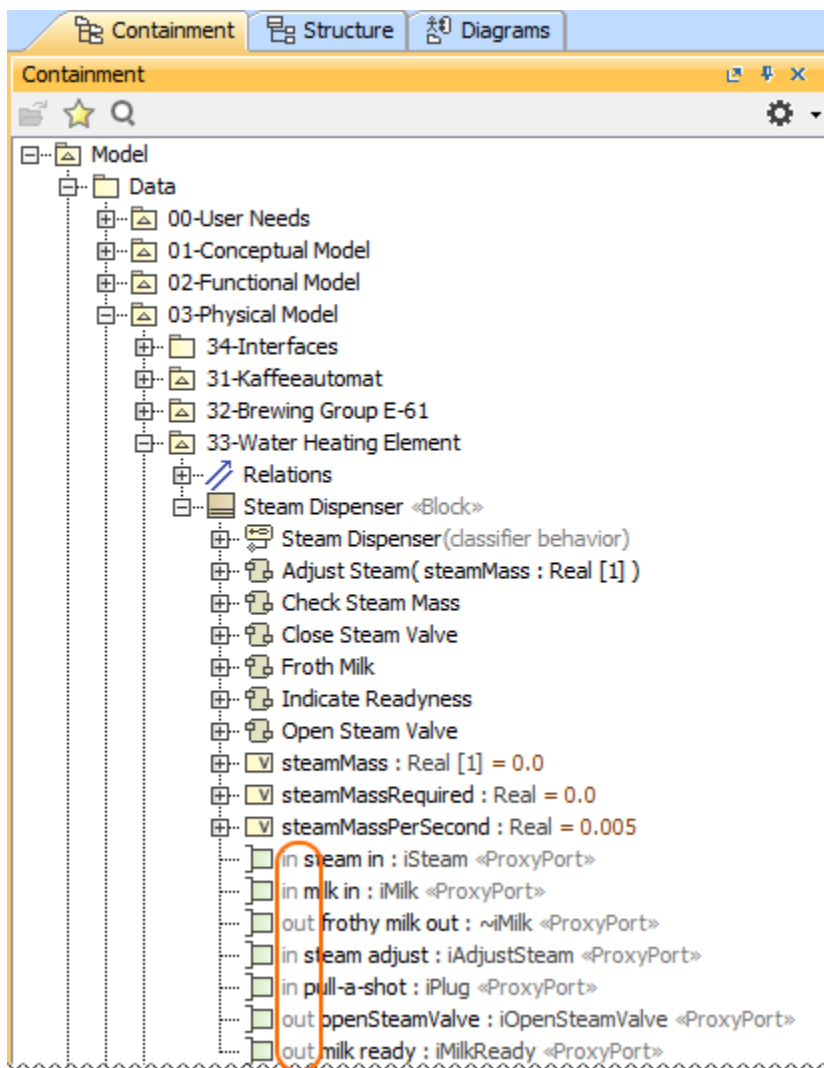 Containment Structure Diagrams
Containment
Model
Data
00-User Needs
01-Conceptual Model
02-Functional Model
03-Physical Model
34-Interfaces
31-Kaffeeautomat
32-Brewing Group E-61
33-Water Heating Element
Relations
Steam Dispenser «Block»
Steam Dispenser(classifier behavior)
Adjust Steam( steamMass : Real [1] )
Check Steam Mass
Close Steam Valve
Froth Milk
Indicate Readyness
Open Steam Valve
V steamMass : Real [1] = 0.0
V steamMassRequired : Real = 0.0
V steamMassPerSecond : Real = 0.005
in steam in : iSteam «ProxyPort»
in milk in : iMilk «ProxyPort»
out frothy milk out : ~iMilk «ProxyPort»
in steam adjust : iAdjustSteam «ProxyPort»
in pull-a-shot : iPlug «ProxyPort»
out openSteamValve : iOpenSteamValve «ProxyPort»
out milk ready : iMilkReady «ProxyPort»